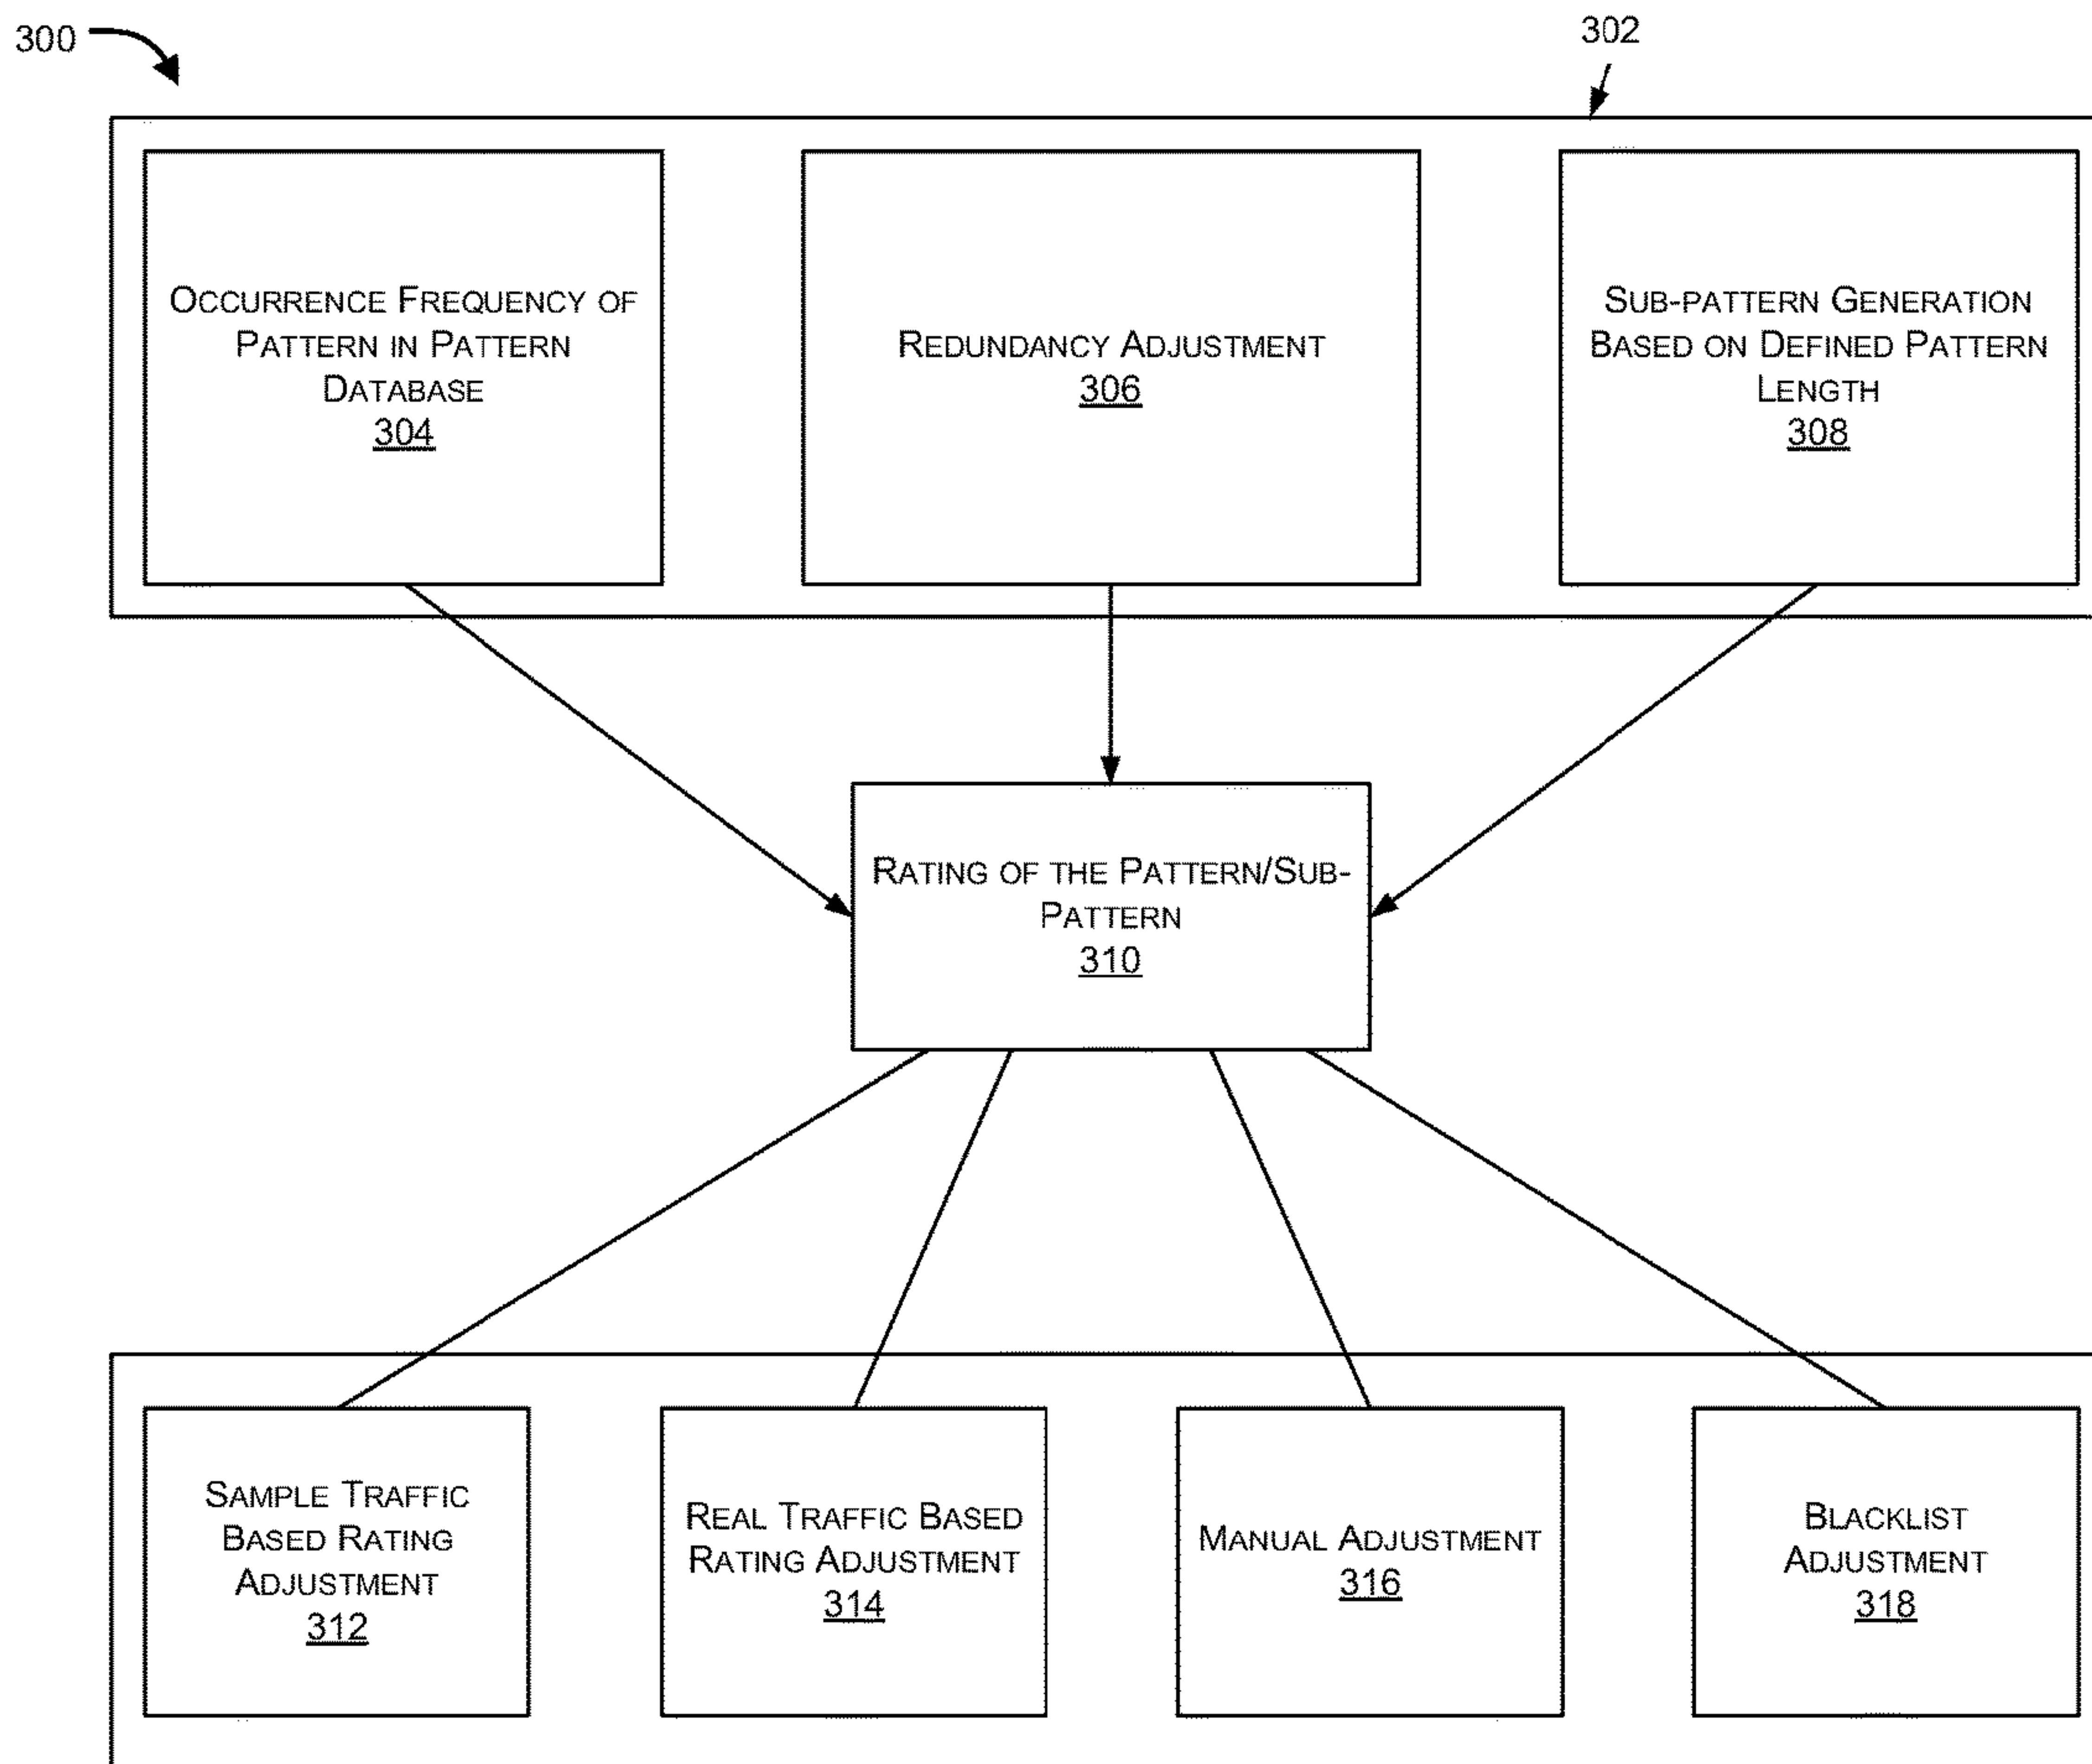 300
302
OCCURRENCE FREQUENCY OF
PATTERN IN PATTERN
DATABASE
304
REDUNDANCY ADJUSTMENT
306
SUB-PATTERN GENERATION
BASED ON DEFINED PATTERN
LENGTH
308
RATING OF THE PATTERN/SUB-
PATTERN
310
SAMPLE TRAFFIC
BASED RATING
ADJUSTMENT
312
REAL TRAFFIC BASED
RATING ADJUSTMENT
314
MANUAL ADJUSTMENT
316
BLACKLIST
ADJUSTMENT
318